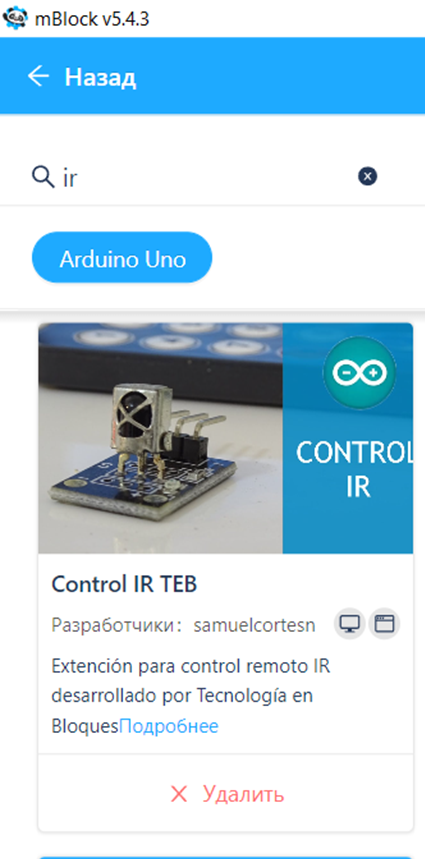 mBlock v5.4.3
Назад
ir
Arduino Uno
CONTROL
IR
Control IR TEB
Разработчики: samuelcortesn
Extención para control remoto IR
desarrollado por Tecnología en
BloquesПодробнее
Удалить